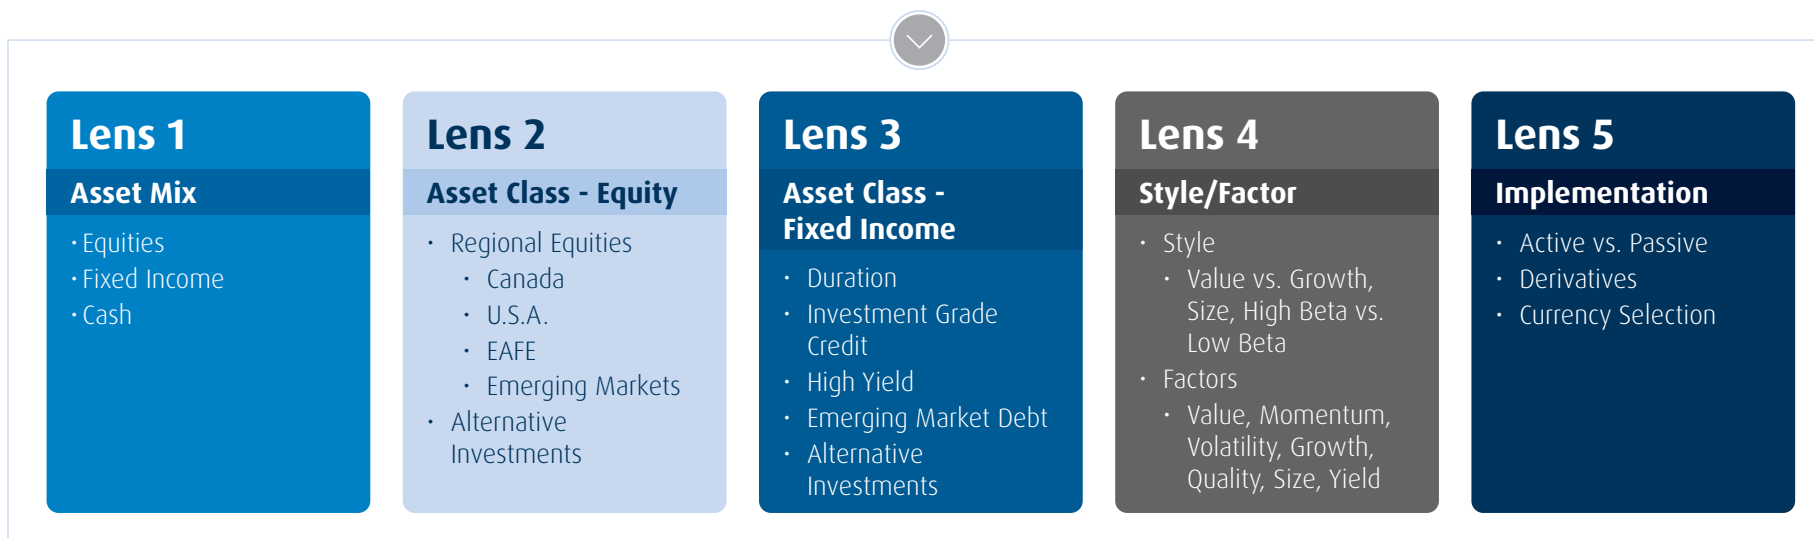 Lens 1
Asset Mix
· Equities
· Fixed Income
· Cash
Lens 2
Asset Class - Equity
· Regional Equities
· Canada
· U.S.A.
· EAFE
· Emerging Markets
· Alternative
Investments
Lens 3
Asset Class -
Fixed Income
· Duration
· Investment Grade
Credit
· High Yield
· Emerging Market Debt
· Alternative
Investments
Lens 4
Style/Factor
· Style
· Value vs. Growth,
Size, High Beta vs.
Low Beta
· Factors
· Value, Momentum,
Volatility, Growth,
Quality, Size, Yield
Lens 5
Implementation
· Active vs. Passive
· Derivatives
· Currency Selection